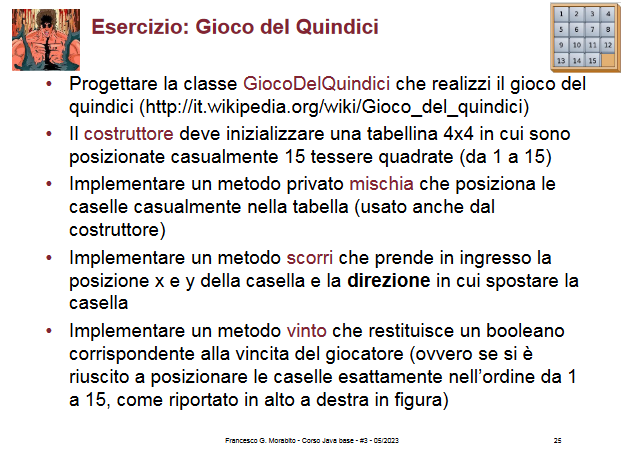 Esercizio: Gioco del Quindici
1 2 3 4
5 6 7 8
9 10 11 12
13 14 15
• Progettare la classe GiocoDelQuindici che realizzi il gioco del
quindici (http://it.wikipedia.org/wiki/Gioco_del_quindici)
• Il costruttore deve inizializzare una tabellina 4x4 in cui sono
posizionate casualmente 15 tessere quadrate (da 1 a 15)
• Implementare un metodo privato mischia che posiziona le
caselle casualmente nella tabella (usato anche dal
costruttore)
• Implementare un metodo scorri che prende in ingresso la
posizione x e y della casella e la direzione in cui spostare la
casella
• Implementare un metodo vinto che restituisce un booleano
corrispondente alla vincita del giocatore (ovvero se si è
riuscito a posizionare le caselle esattamente nell’ordine da 1
a 15, come riportato in alto a destra in figura)
Francesco G. Morabito - Corso Java base - #3 - 05/2023
25